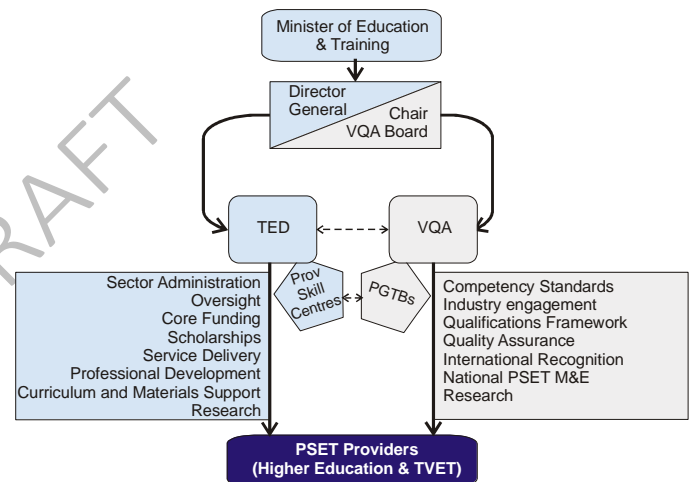 Minister of Education
& Training
Director
General
Chair
VQA Board
TED
VQA
Prov
Skill
Centres
PGTBs
Sector Administration
Oversight
Core Funding
Scholarships
Service Delivery
Professional Development
Curriculum and Materials Support
Research
Competency Standards
Industry engagement
Qualifications Framework
Quality Assurance
International Recognition
National PSET M&E
Research
PSET Providers
(Higher Education & TVET)
RAFT